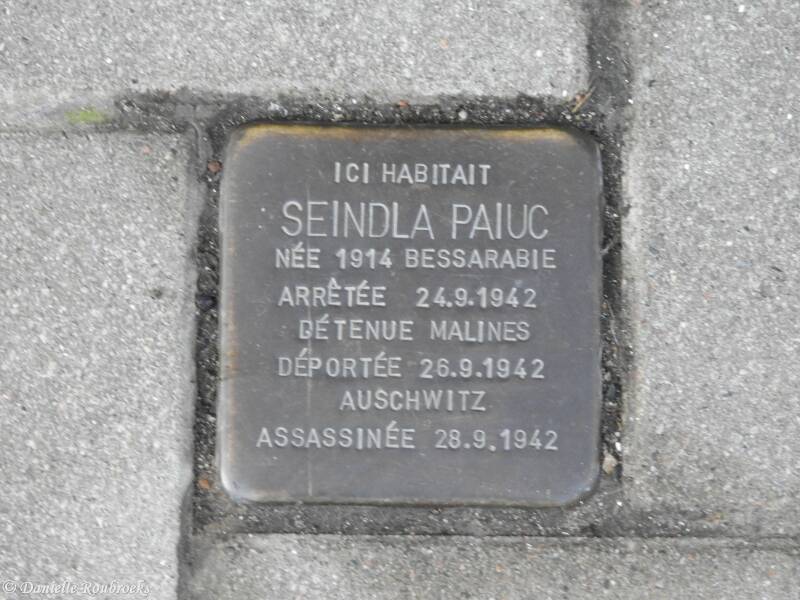 ICI HABITAIT
SEINDLA PAIUC
NÉE 1914 BESSARABIE
ARRÊTÉE 24.9.1942
DÉTENUE MALINES
DÉPORTÉE 26.9.1942
AUSCHWITZ
ASSASSINÉE 28.9.1942
© Danielle Roubroeks